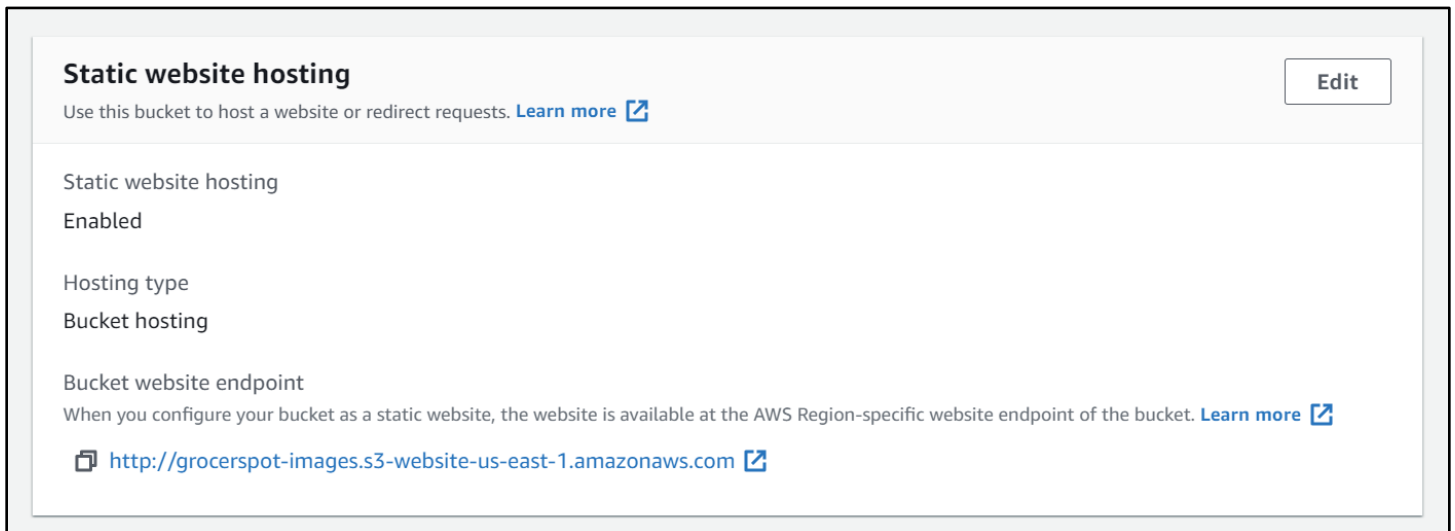 Static website hosting
Edit
Use this bucket to host a website or redirect requests. Learn more
Static website hosting
Enabled
Hosting type
Bucket hosting
Bucket website endpoint
When you configure your bucket as a static website, the website is available at the AWS Region-specific website endpoint of the bucket. Learn more
http://grocerspot-images.s3-website-us-east-1.amazonaws.com